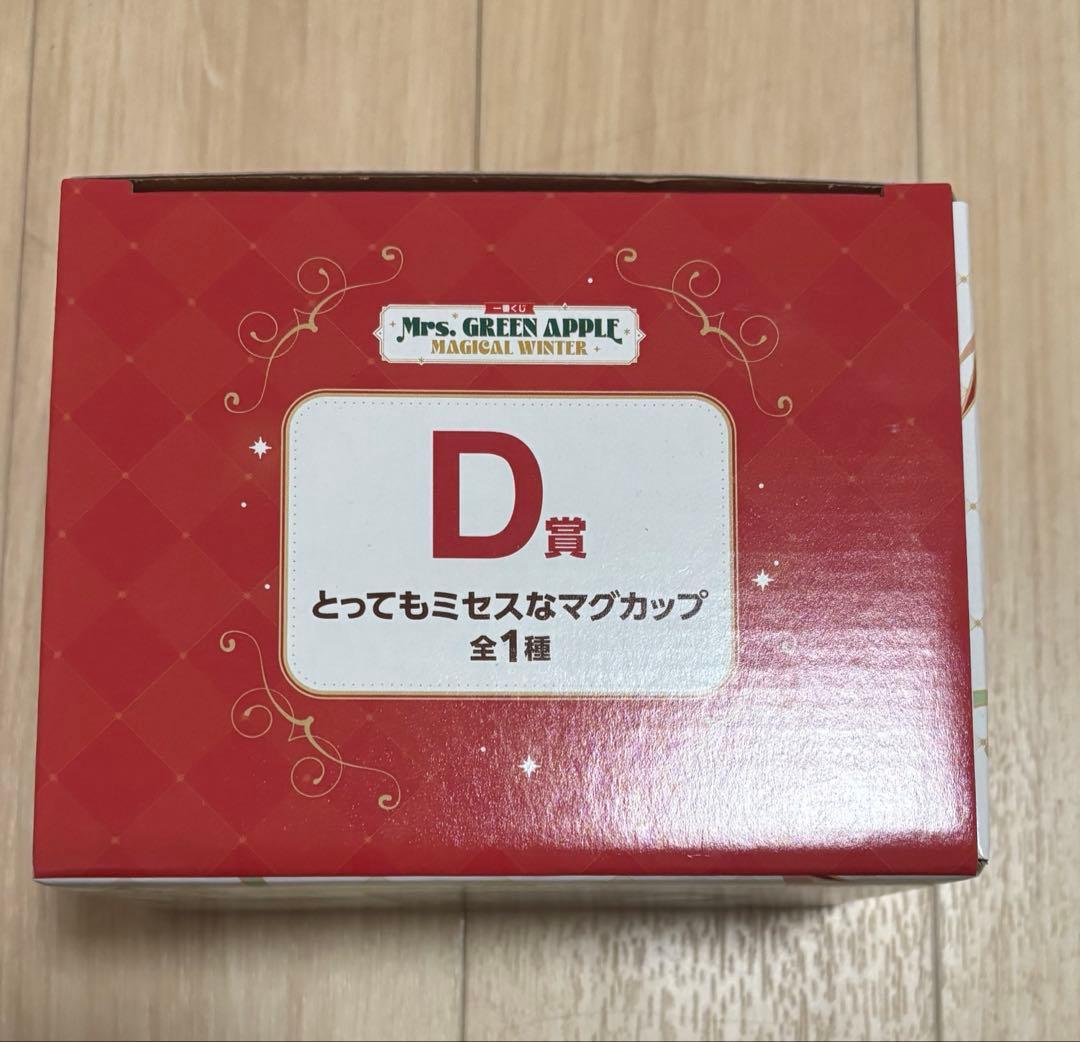 一番くじ
Mrs. GREEN APPLE
MAGICAL WINTER
D賞
とってもミセスなマグカップ
全1種